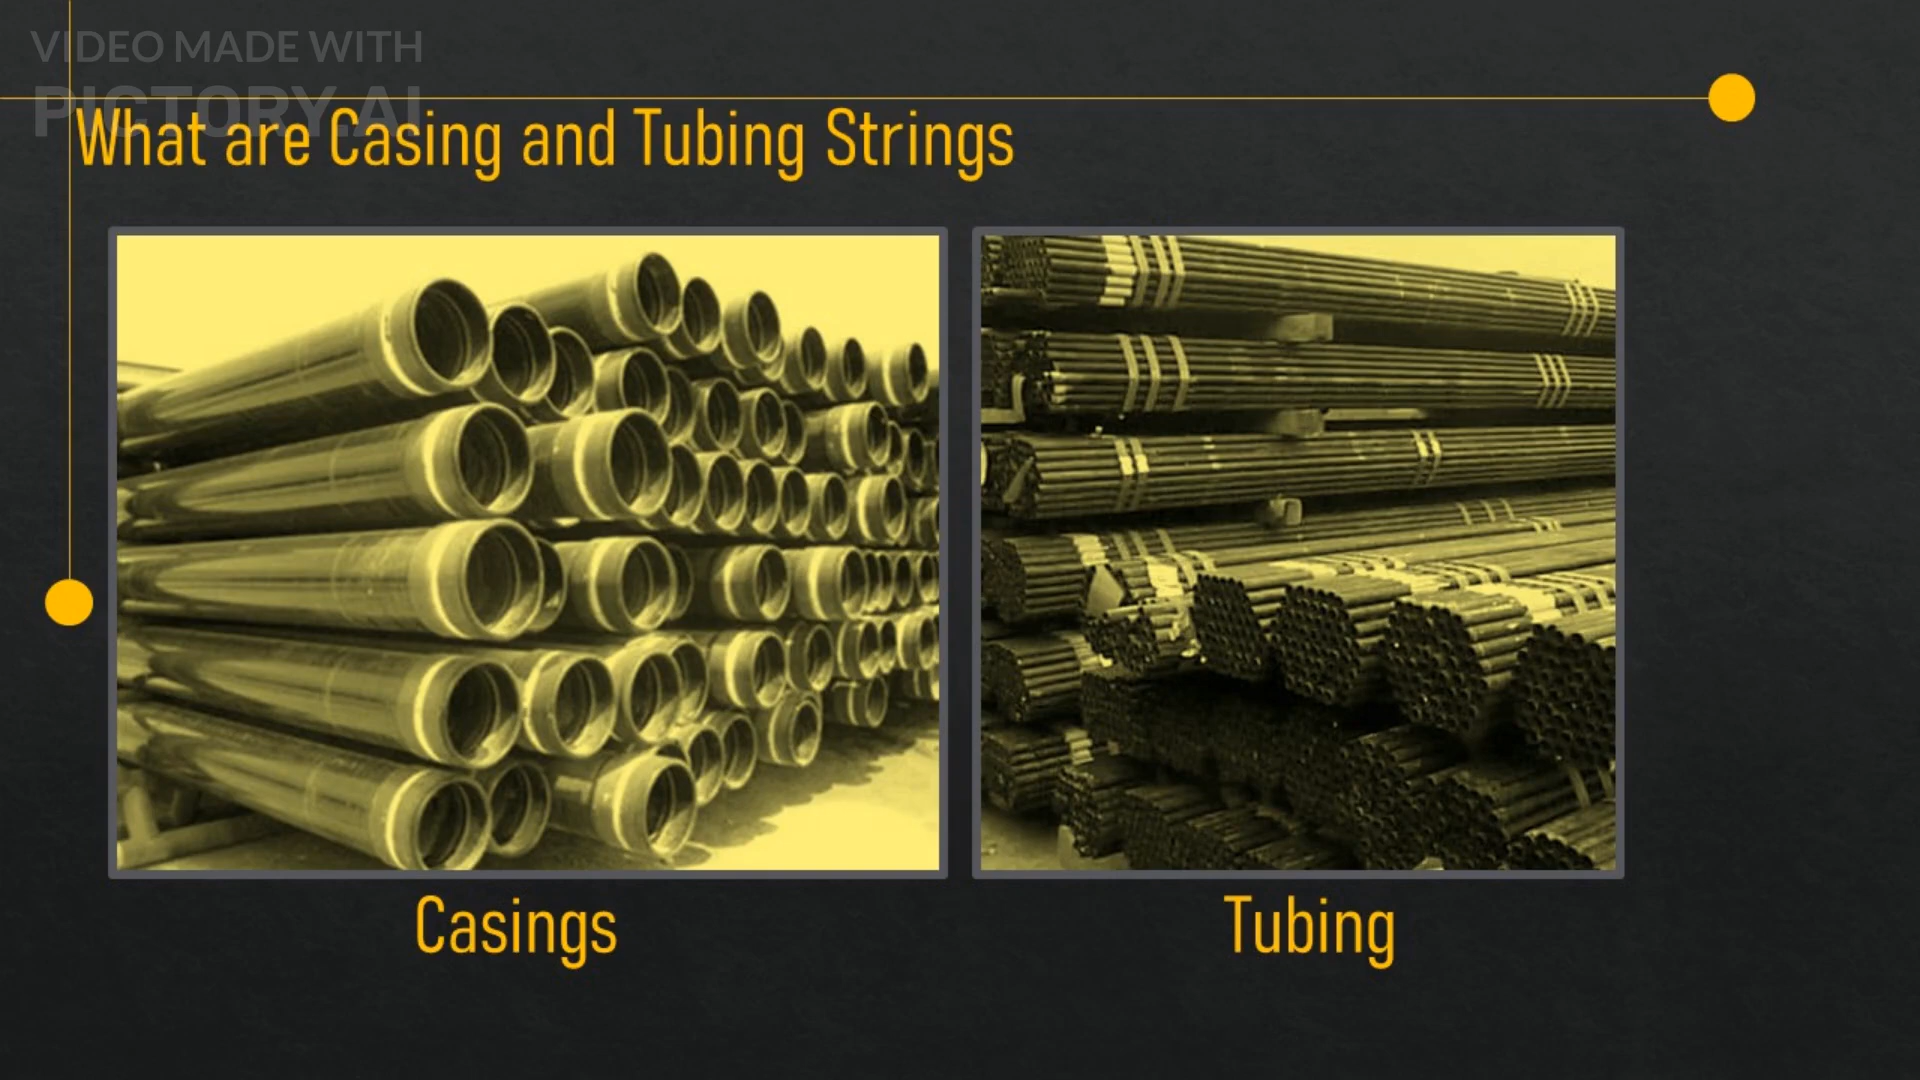 VIDEO MADE WITH
PICTORY.AI
What are Casing and Tubing Strings
Casings
Tubing